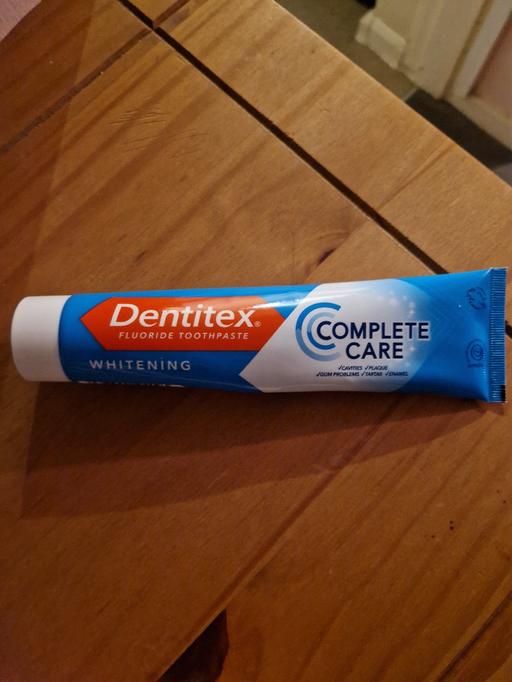 Dentitex®
FLUORIDE TOOTHPASTE
WHITENING
COMPLETE
CARE
√CAVITIES √PLAQUE
√GUM PROBLEMS √TARTAR √ENAMEL